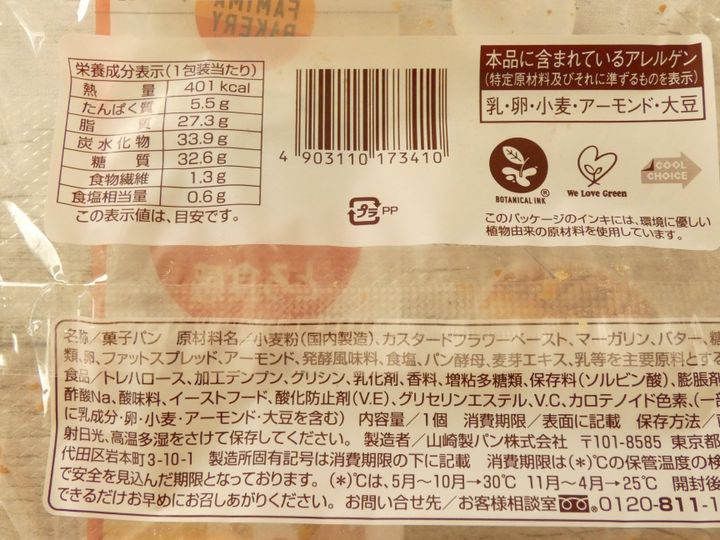 FAMIMA
BAKERY
栄養成分表示(1包装当たり)
熱量 401kcal
たんぱく質 5.5g
脂質 27.3g
炭水化物 33.9g
糖質 32.6g
食物繊維 1.3g
食塩相当量 0.6g
この表示値は、目安です。
4 903110 173410
プラ PP
本品に含まれているアレルゲン
(特定原材料及びそれに準ずるものを表示)
乳・卵・小麦・アーモンド・大豆
BOTANICAL INK ®
We Love Green
COOL CHOICE
このパッケージのインキには、環境に優しい
植物由来の原材料を使用しています。
名称/菓子パン 原材料名/小麦粉(国内製造)、カスタードフラワーペースト、マーガリン、バター、糖
類、卵、ファットスプレッド、アーモンド、発酵風味料、食塩、パン酵母、麦芽エキス、乳等を主要原料とする
食品/トレハロース、加工デンプン、グリシン、乳化剤、香料、増粘多糖類、保存料(ソルビン酸)、膨脹剤
酢酸Na、酸味料、イーストフード、酸化防止剤(V.E)、グリセリンエステル、V.C、カロテノイド色素、(一部
に乳成分・卵・小麦・アーモンド・大豆を含む) 内容量/1個 消費期限/表面に記載 保存方法/
射日光、高温多湿をさけて保存してください。 製造者/山崎製パン株式会社 〒101-8585 東京都
代田区岩本町3-10-1 製造所固有記号は消費期限の下に記載 消費期限は(*)℃の保管温度の検
で安全を見込んだ期限となっております。(*)℃は、5月〜10月→30℃ 11月〜4月→25℃ 開封後
できるだけお早めにお召しあがりください。 お問い合せ先/お客様相談室 0120-811-1